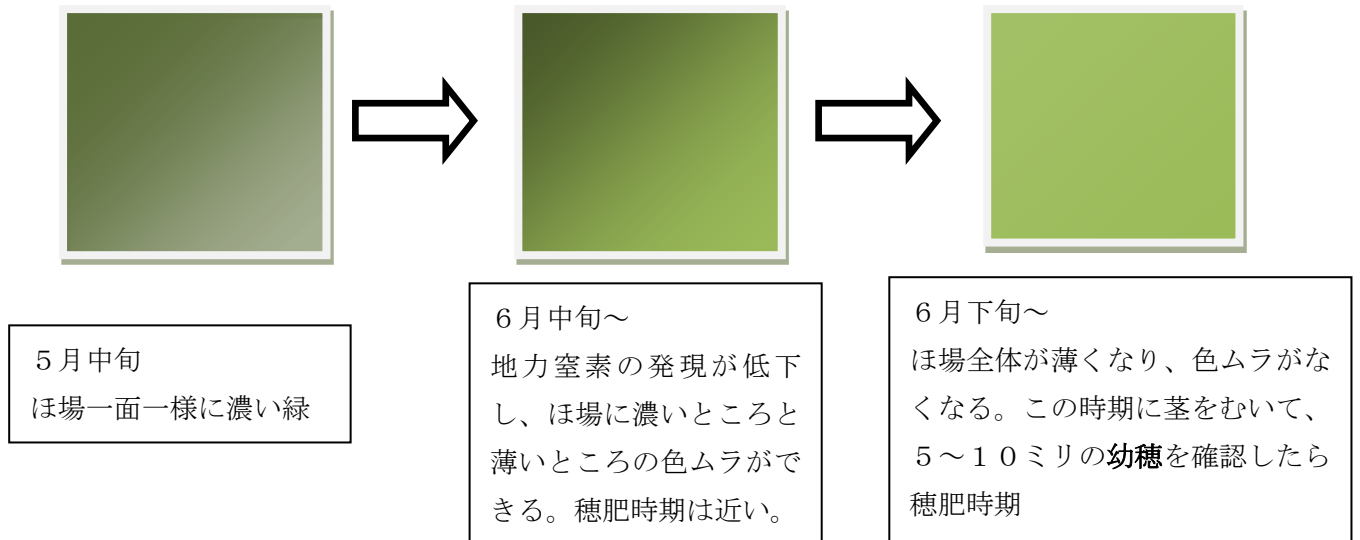 ５月中旬
ほ場一面一様に濃い緑
６月中旬～
地力窒素の発現が低下
し、ほ場に濃いところと
薄いところの色ムラがで
きる。穂肥時期は近い。
６月下旬～
ほ場全体が薄くなり、色ムラがな
くなる。この時期に茎をむいて、
５～１０ミリの幼穂を確認したら
穂肥時期